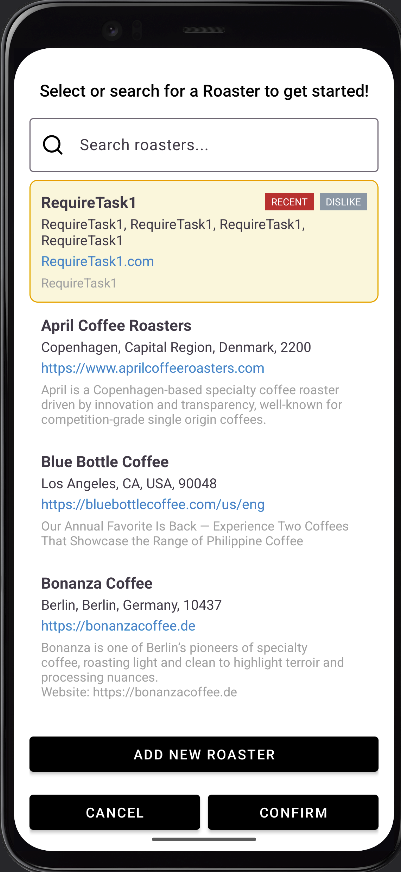 Select or search for a Roaster to get started!
Search roasters...
RequireTask1
RECENT
DISLIKE
RequireTask1, RequireTask1, RequireTask1,
RequireTask1
RequireTask1.com
RequireTask1
April Coffee Roasters
Copenhagen, Capital Region, Denmark, 2200
https://www.aprilcoffeeroasters.com
April is a Copenhagen-based specialty coffee roaster
driven by innovation and transparency, well-known for
competition-grade single origin coffees.
Blue Bottle Coffee
Los Angeles, CA, USA, 90048
https://bluebottlecoffee.com/us/eng
Our Annual Favorite Is Back — Experience Two Coffees
That Showcase the Range of Philippine Coffee
Bonanza Coffee
Berlin, Berlin, Germany, 10437
https://bonanzacoffee.de
Bonanza is one of Berlin's pioneers of specialty
coffee, roasting light and clean to highlight terroir and
processing nuances.
Website: https://bonanzacoffee.de
ADD NEW ROASTER
CANCEL
CONFIRM